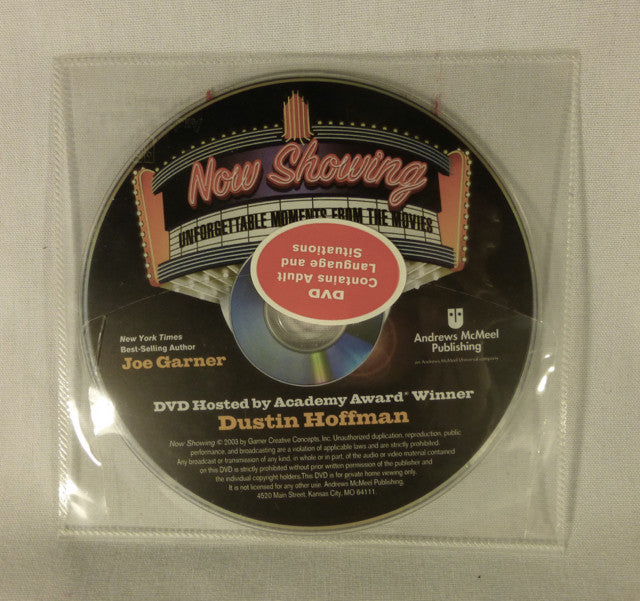 Now Showing
UNFORGETTABLE MOMENTS FROM THE MOVIES
DVD
Contains Adult
Language and
Situations
New York Times
Best-Selling Author
Joe Garner
Andrews McMeel
Publishing
an Andrews McMeel Universal company
DVD Hosted by Academy Award® Winner
Dustin Hoffman
Now Showing © 2003 by Garner Creative Concepts, Inc. Unauthorized duplication, reproduction, public
performance, and broadcasting are a violation of applicable laws and are strictly prohibited.
Any broadcast or transmission of any kind, in whole or in part, of the audio or video material contained
on this DVD is strictly prohibited without prior written permission of the publisher and
the individual copyright holders.This DVD is for private home viewing only.
It is not licensed for any other use. Andrews McMeel Publishing,
4520 Main Street, Kansas City, MO 64111.